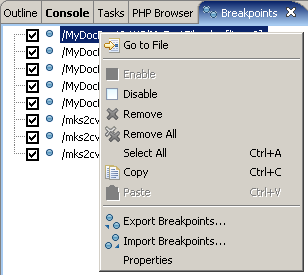 Outline Console Tasks PHP Browser Breakpoints
Go to File
/MyDoc
Enable
/MyDoc
Disable
/MyDoc
Remove
/MyDoc
Remove All
/mks2cv
Select All Ctrl+A
/mks2cv
Copy Ctrl+C
/mks2cv
Paste Ctrl+V
Export Breakpoints...
Import Breakpoints...
Properties